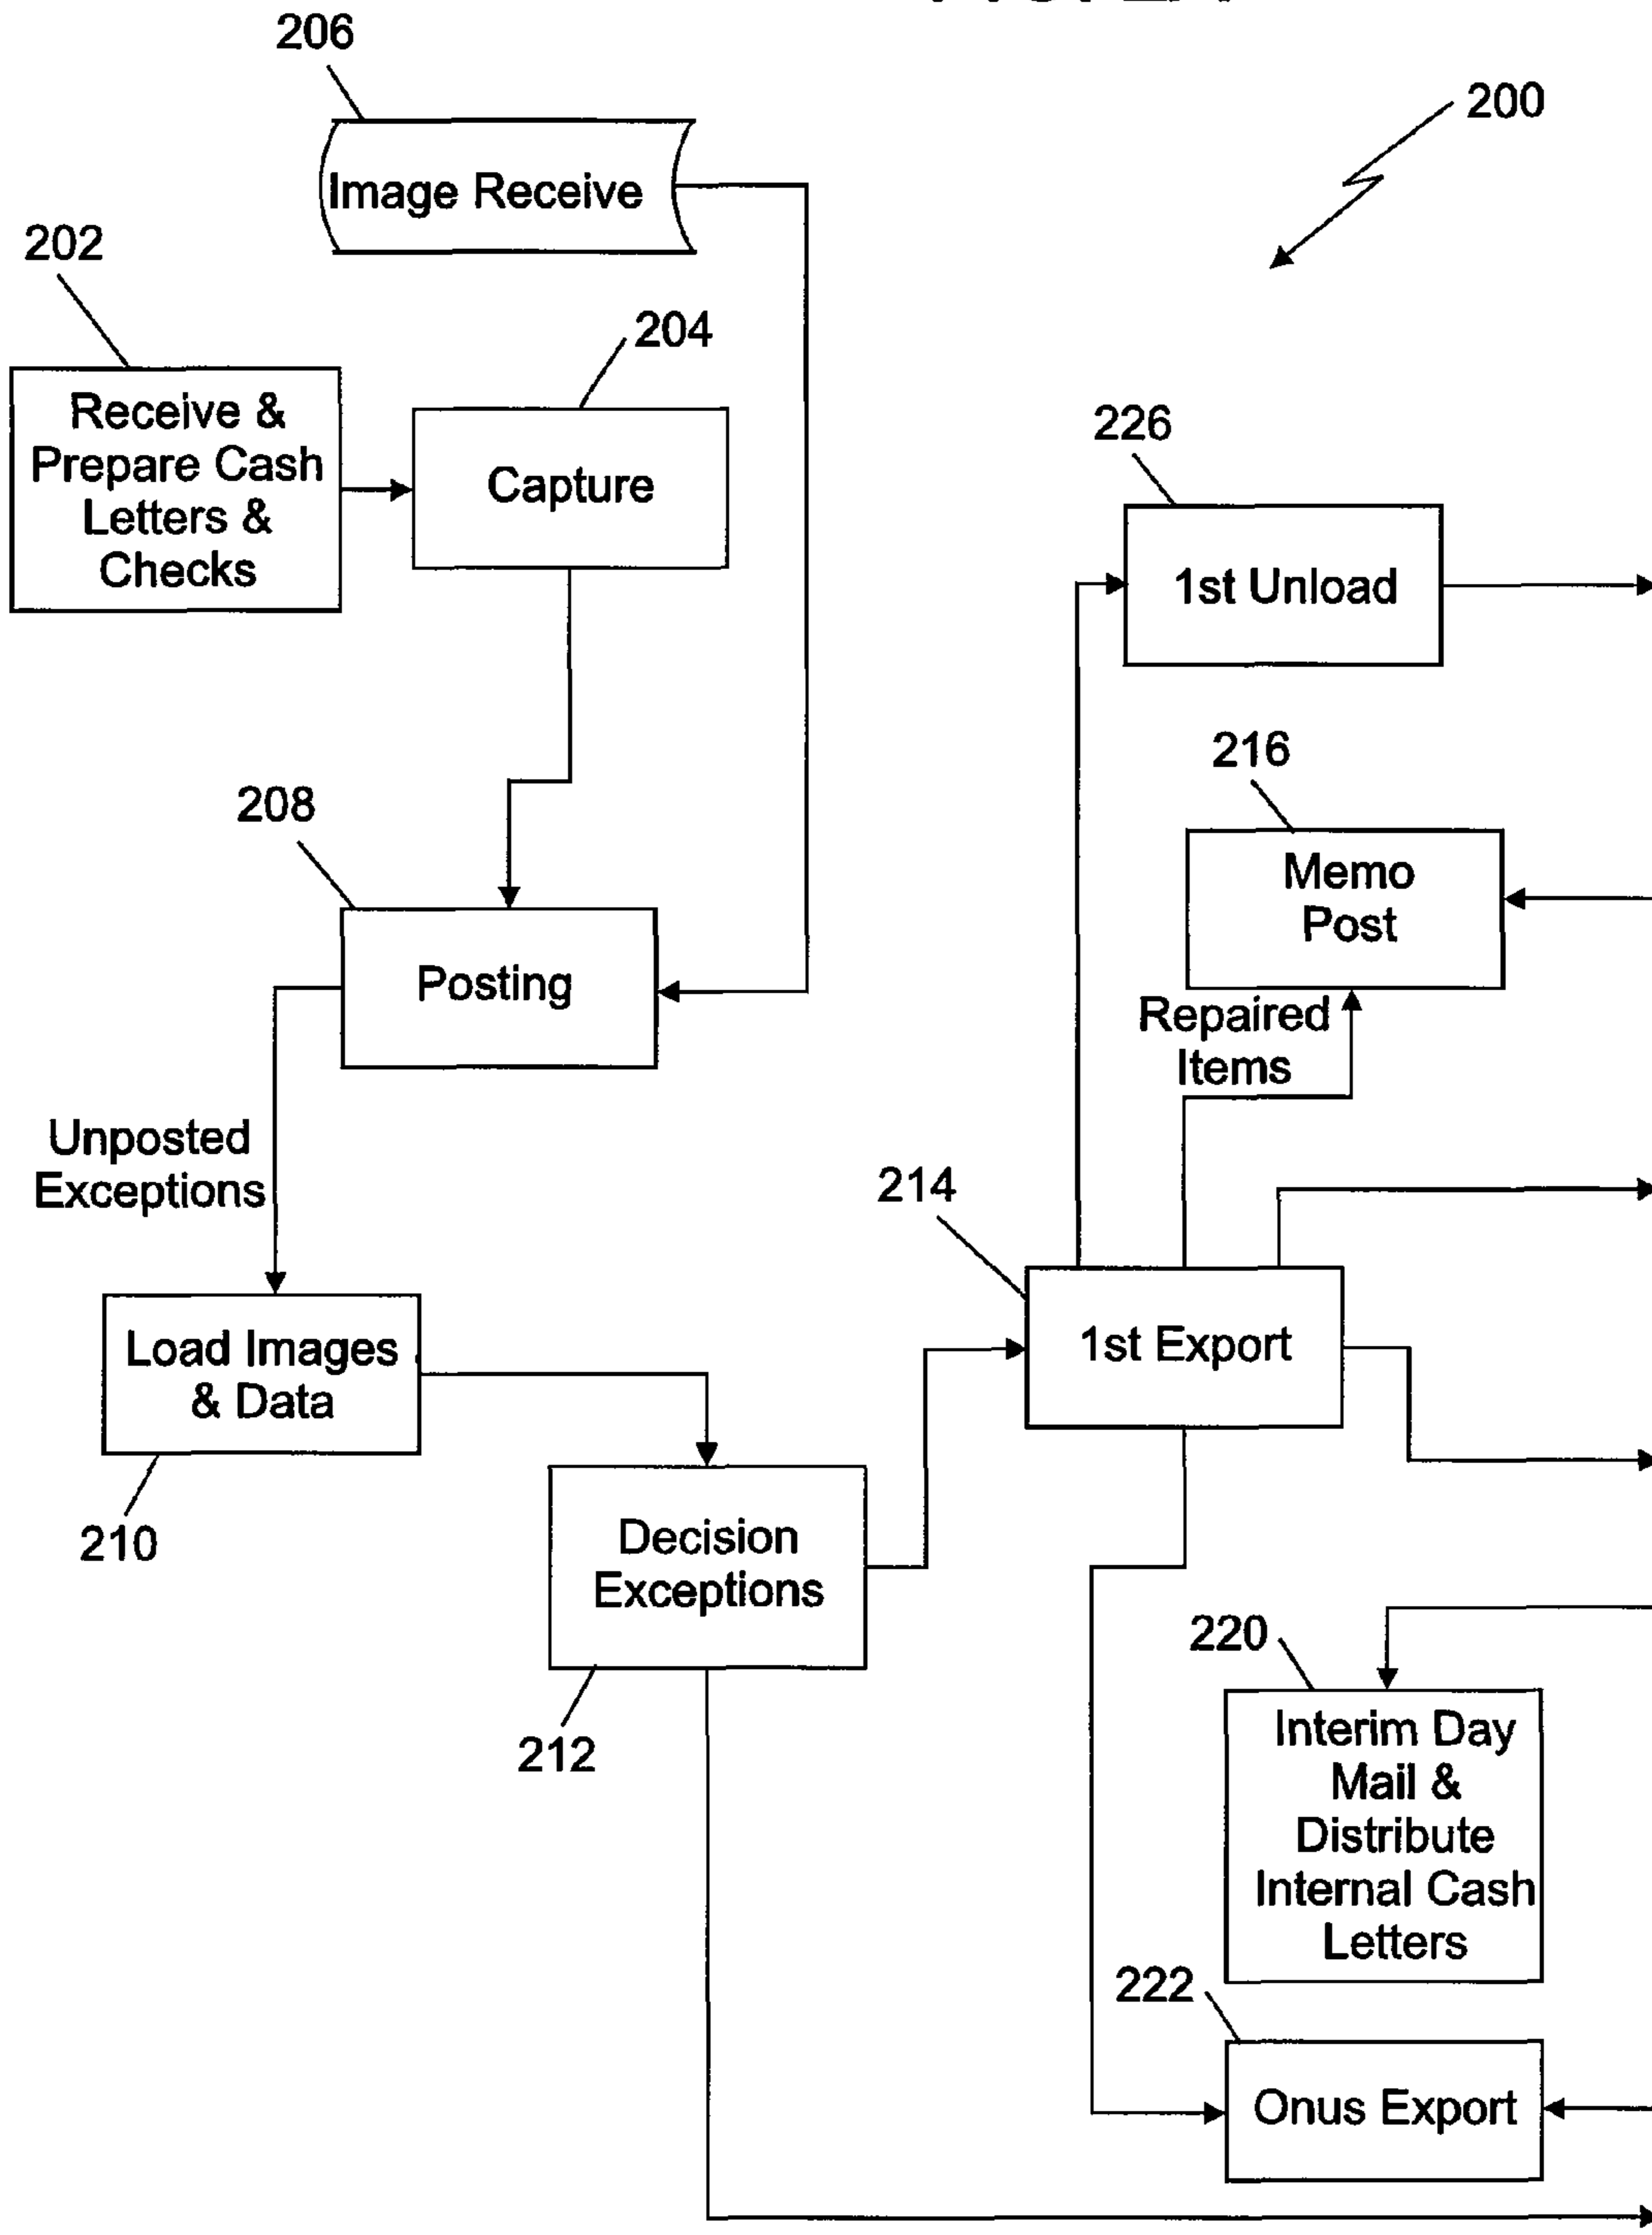 206
200
Image Receive
202
204
Receive &
Prepare Cash
Letters &
Checks
Capture
226
1st Unload
216
Memo
Post
208
Posting
Repaired
Items
Unposted
Exceptions
214
1st Export
Load Images
& Data
210
Decision
Exceptions
212
220
Interim Day
Mail &
Distribute
Internal Cash
Letters
222
Onus Export